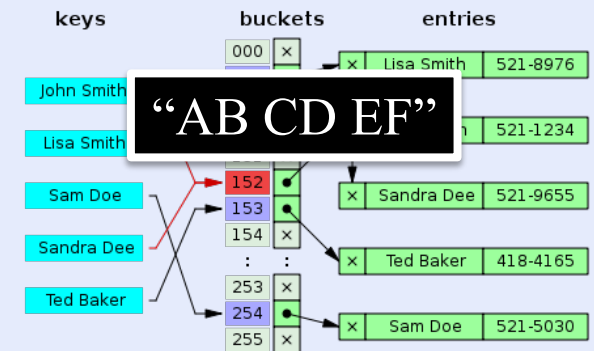 keys buckets entries
000 ×
× Lisa Smith 521-8976
John Smith
“AB CD EF”
521-1234
Lisa Smith
152
Sam Doe
× Sandra Dee 521-9655
153
154 ×
Sandra Dee
: :
× Ted Baker 418-4165
253 ×
Ted Baker
254
× Sam Doe 521-5030
255 ×